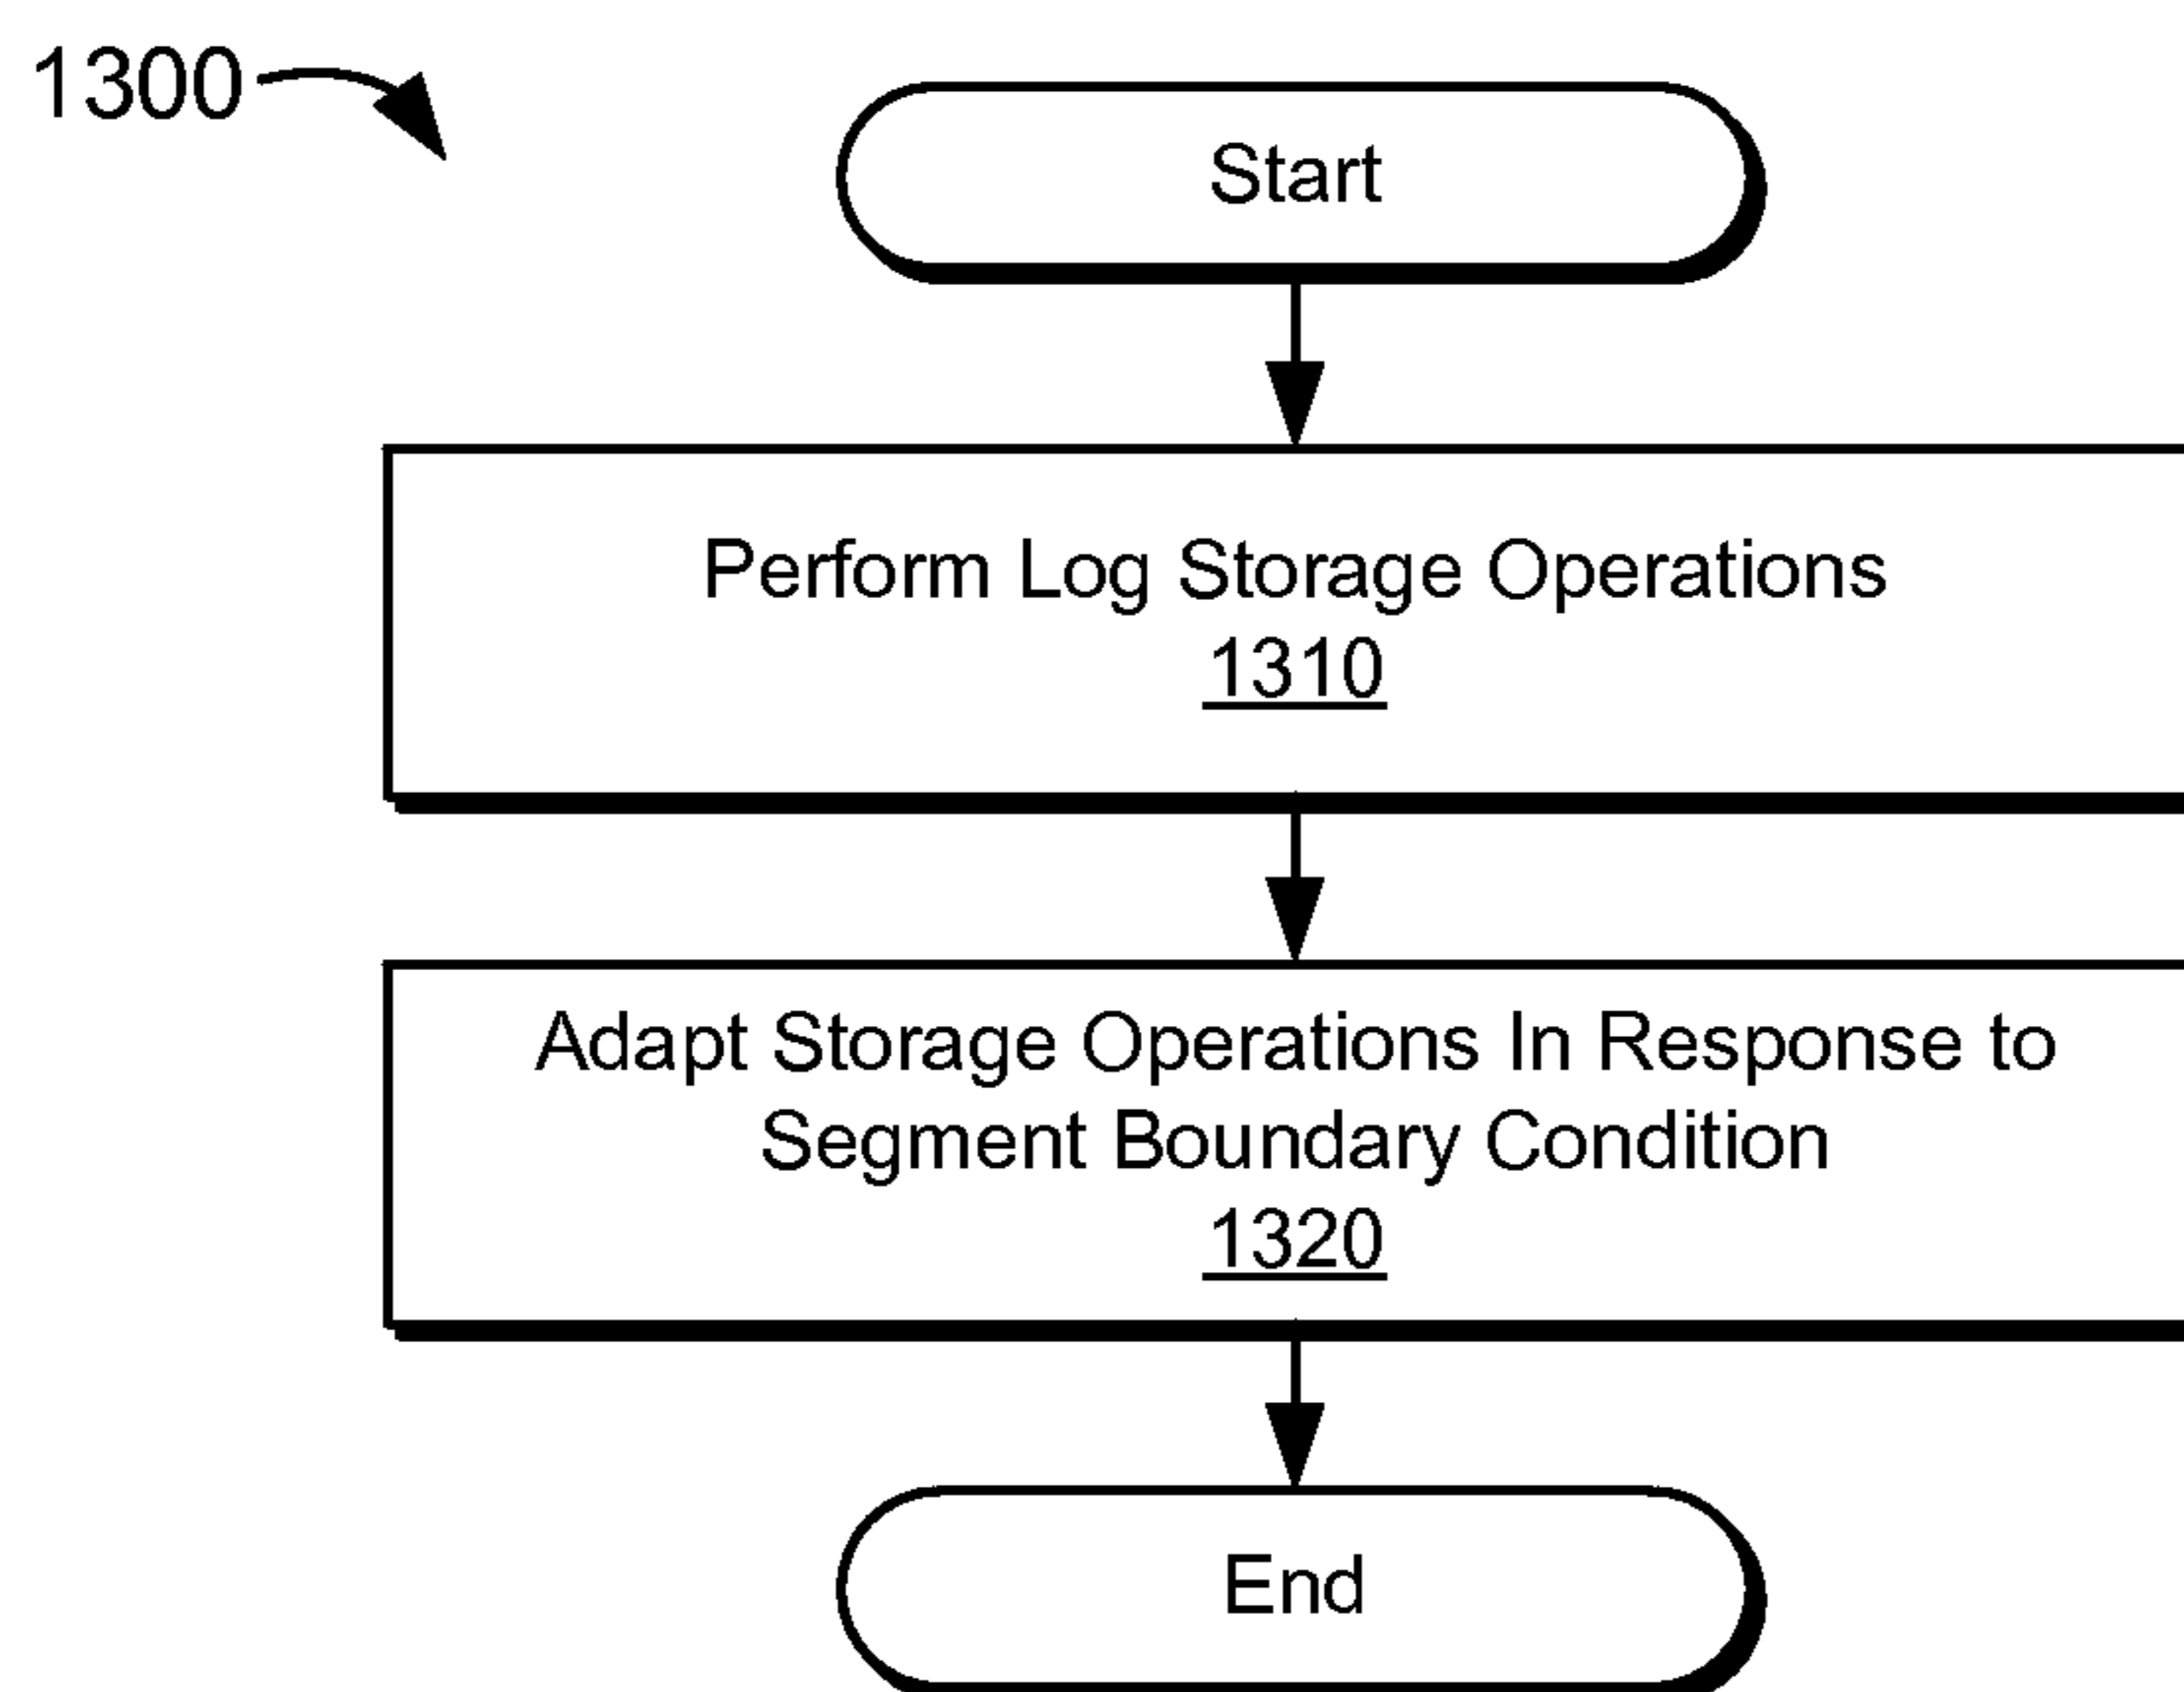 1300
Start
Perform Log Storage Operations
1310
Adapt Storage Operations In Response to
Segment Boundary Condition
1320
End